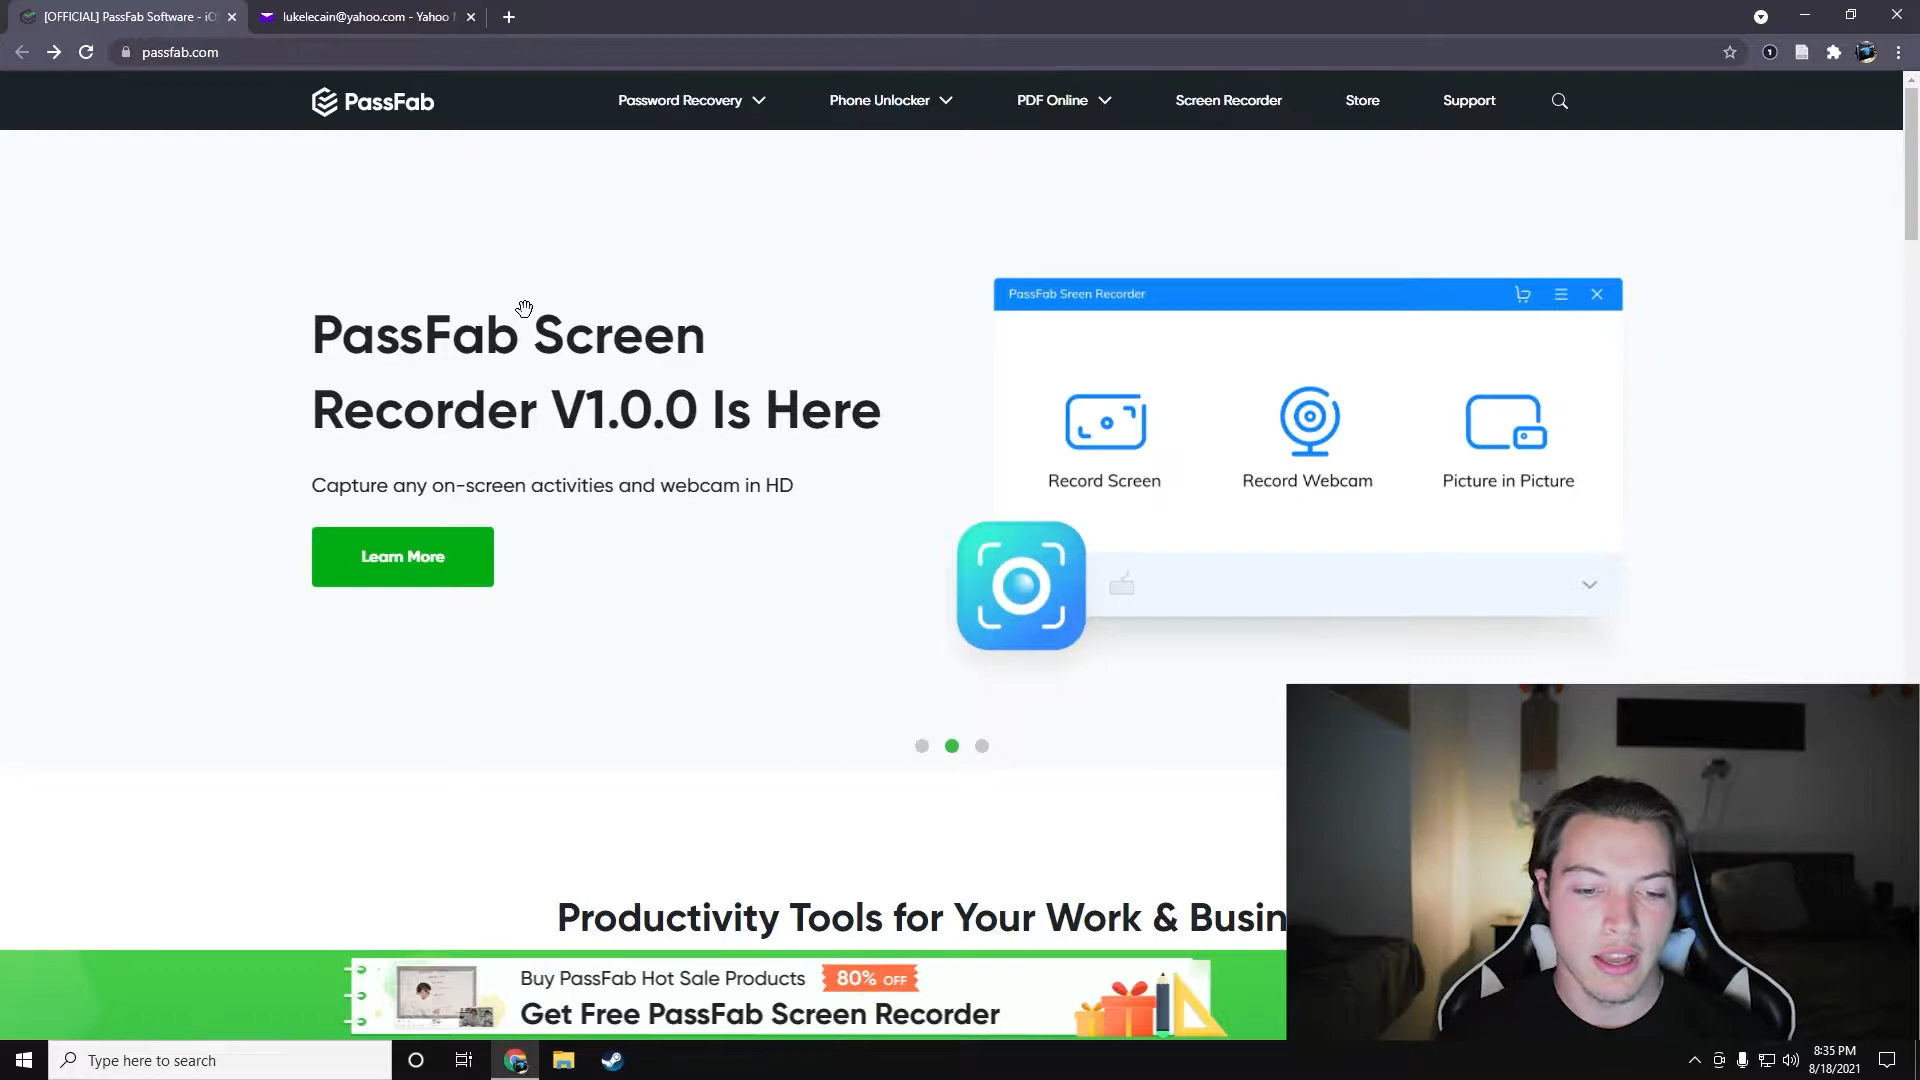 [OFFICIAL] PassFab Software - iO
lukelecain@yahoo.com - Yahoo
passfab.com
PassFab
Password Recovery
Phone Unlocker
PDF Online
Screen Recorder
Store
Support
PassFab Screen
Recorder V1.0.0 Is Here
Capture any on-screen activities and webcam in HD
Learn More
PassFab Sreen Recorder
Record Screen
Record Webcam
Picture in Picture
Productivity Tools for Your Work & Busin
Buy PassFab Hot Sale Products
80% OFF
Get Free PassFab Screen Recorder
Type here to search
8:35 PM
8/18/2021